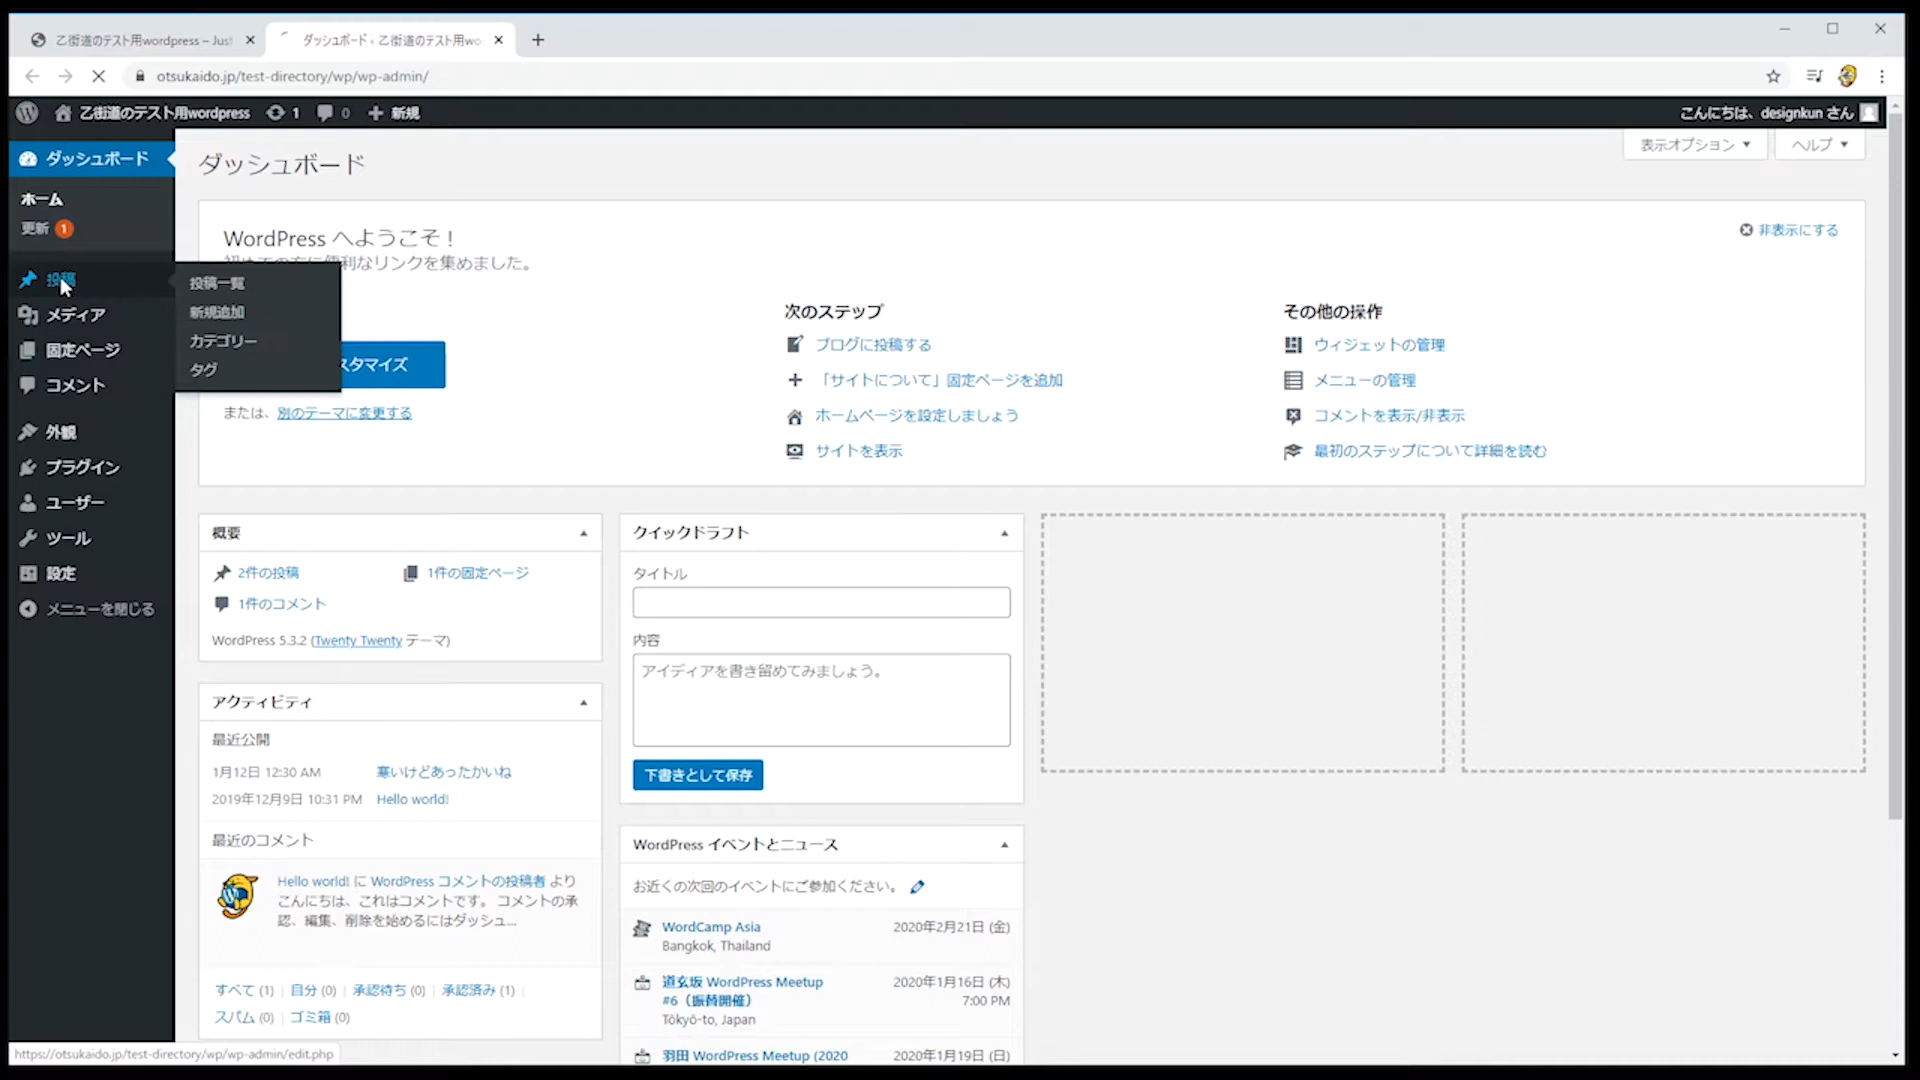 乙街道のテスト用wordpress – Jus
ダッシュボード ‹ 乙街道のテスト用wo
otsukaido.jp/test-directory/wp/wp-admin/
乙街道のテスト用wordpress
1
0
新規
こんにちは、designkun さん
ダッシュボード
ホーム
更新 1
投稿
メディア
固定ページ
コメント
外観
プラグイン
ユーザー
ツール
設定
メニューを閉じる
投稿一覧
新規追加
カテゴリー
タグ
ダッシュボード
表示オプション
ヘルプ
WordPress へようこそ！
利なリンクを集めました。
非表示にする
スタマイズ
または、別のテーマに変更する
次のステップ
ブログに投稿する
「サイトについて」固定ページを追加
ホームページを設定しましょう
サイトを表示
その他の操作
ウィジェットの管理
メニューの管理
コメントを表示/非表示
最初のステップについて詳細を読む
概要
2件の投稿
1件の固定ページ
1件のコメント
WordPress 5.3.2 (Twenty Twenty テーマ)
アクティビティ
最近公開
1月12日 12:30 AM 寒いけどあったかいね
2019年12月9日 10:31 PM Hello world!
最近のコメント
Hello world! に WordPress コメントの投稿者 より
こんにちは、これはコメントです。 コメントの承
認、編集、削除を始めるにはダッシュ...
すべて (1) | 自分 (0) | 承認待ち (0) | 承認済み (1) |
スパム (0) | ゴミ箱 (0)
クイックドラフト
タイトル
内容
アイディアを書き留めてみましょう。
下書きとして保存
WordPress イベントとニュース
お近くの次回のイベントにご参加ください。
WordCamp Asia 2020年2月21日 (金)
Bangkok, Thailand
道玄坂 WordPress Meetup 2020年1月16日 (木)
#6（振替開催） 7:00 PM
Tōkyō-to, Japan
羽田 WordPress Meetup (2020 2020年1月19日 (日)
https://otsukaido.jp/test-directory/wp/wp-admin/edit.php